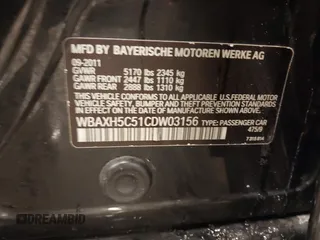 MFD BY BAYERISCHE MOTOREN WERKE AG
09-2011
GVWR 5170 lbs 2345 kg
GAWR FRONT 2447 lbs 1110 kg
GAWR REAR 2888 lbs 1310 kg
THIS VEHICLE CONFORMS TO ALL APPLICABLE U.S. FEDERAL MOTOR
VEHICLE SAFETY, BUMPER, AND THEFT PREVENTION STANDARDS IN
EFFECT ON THE DATE OF MANUFACTURE SHOWN ABOVE.
WBAXH5C51CDW03156 TYPE: PASSENGER CAR
475/9
DREAMBID